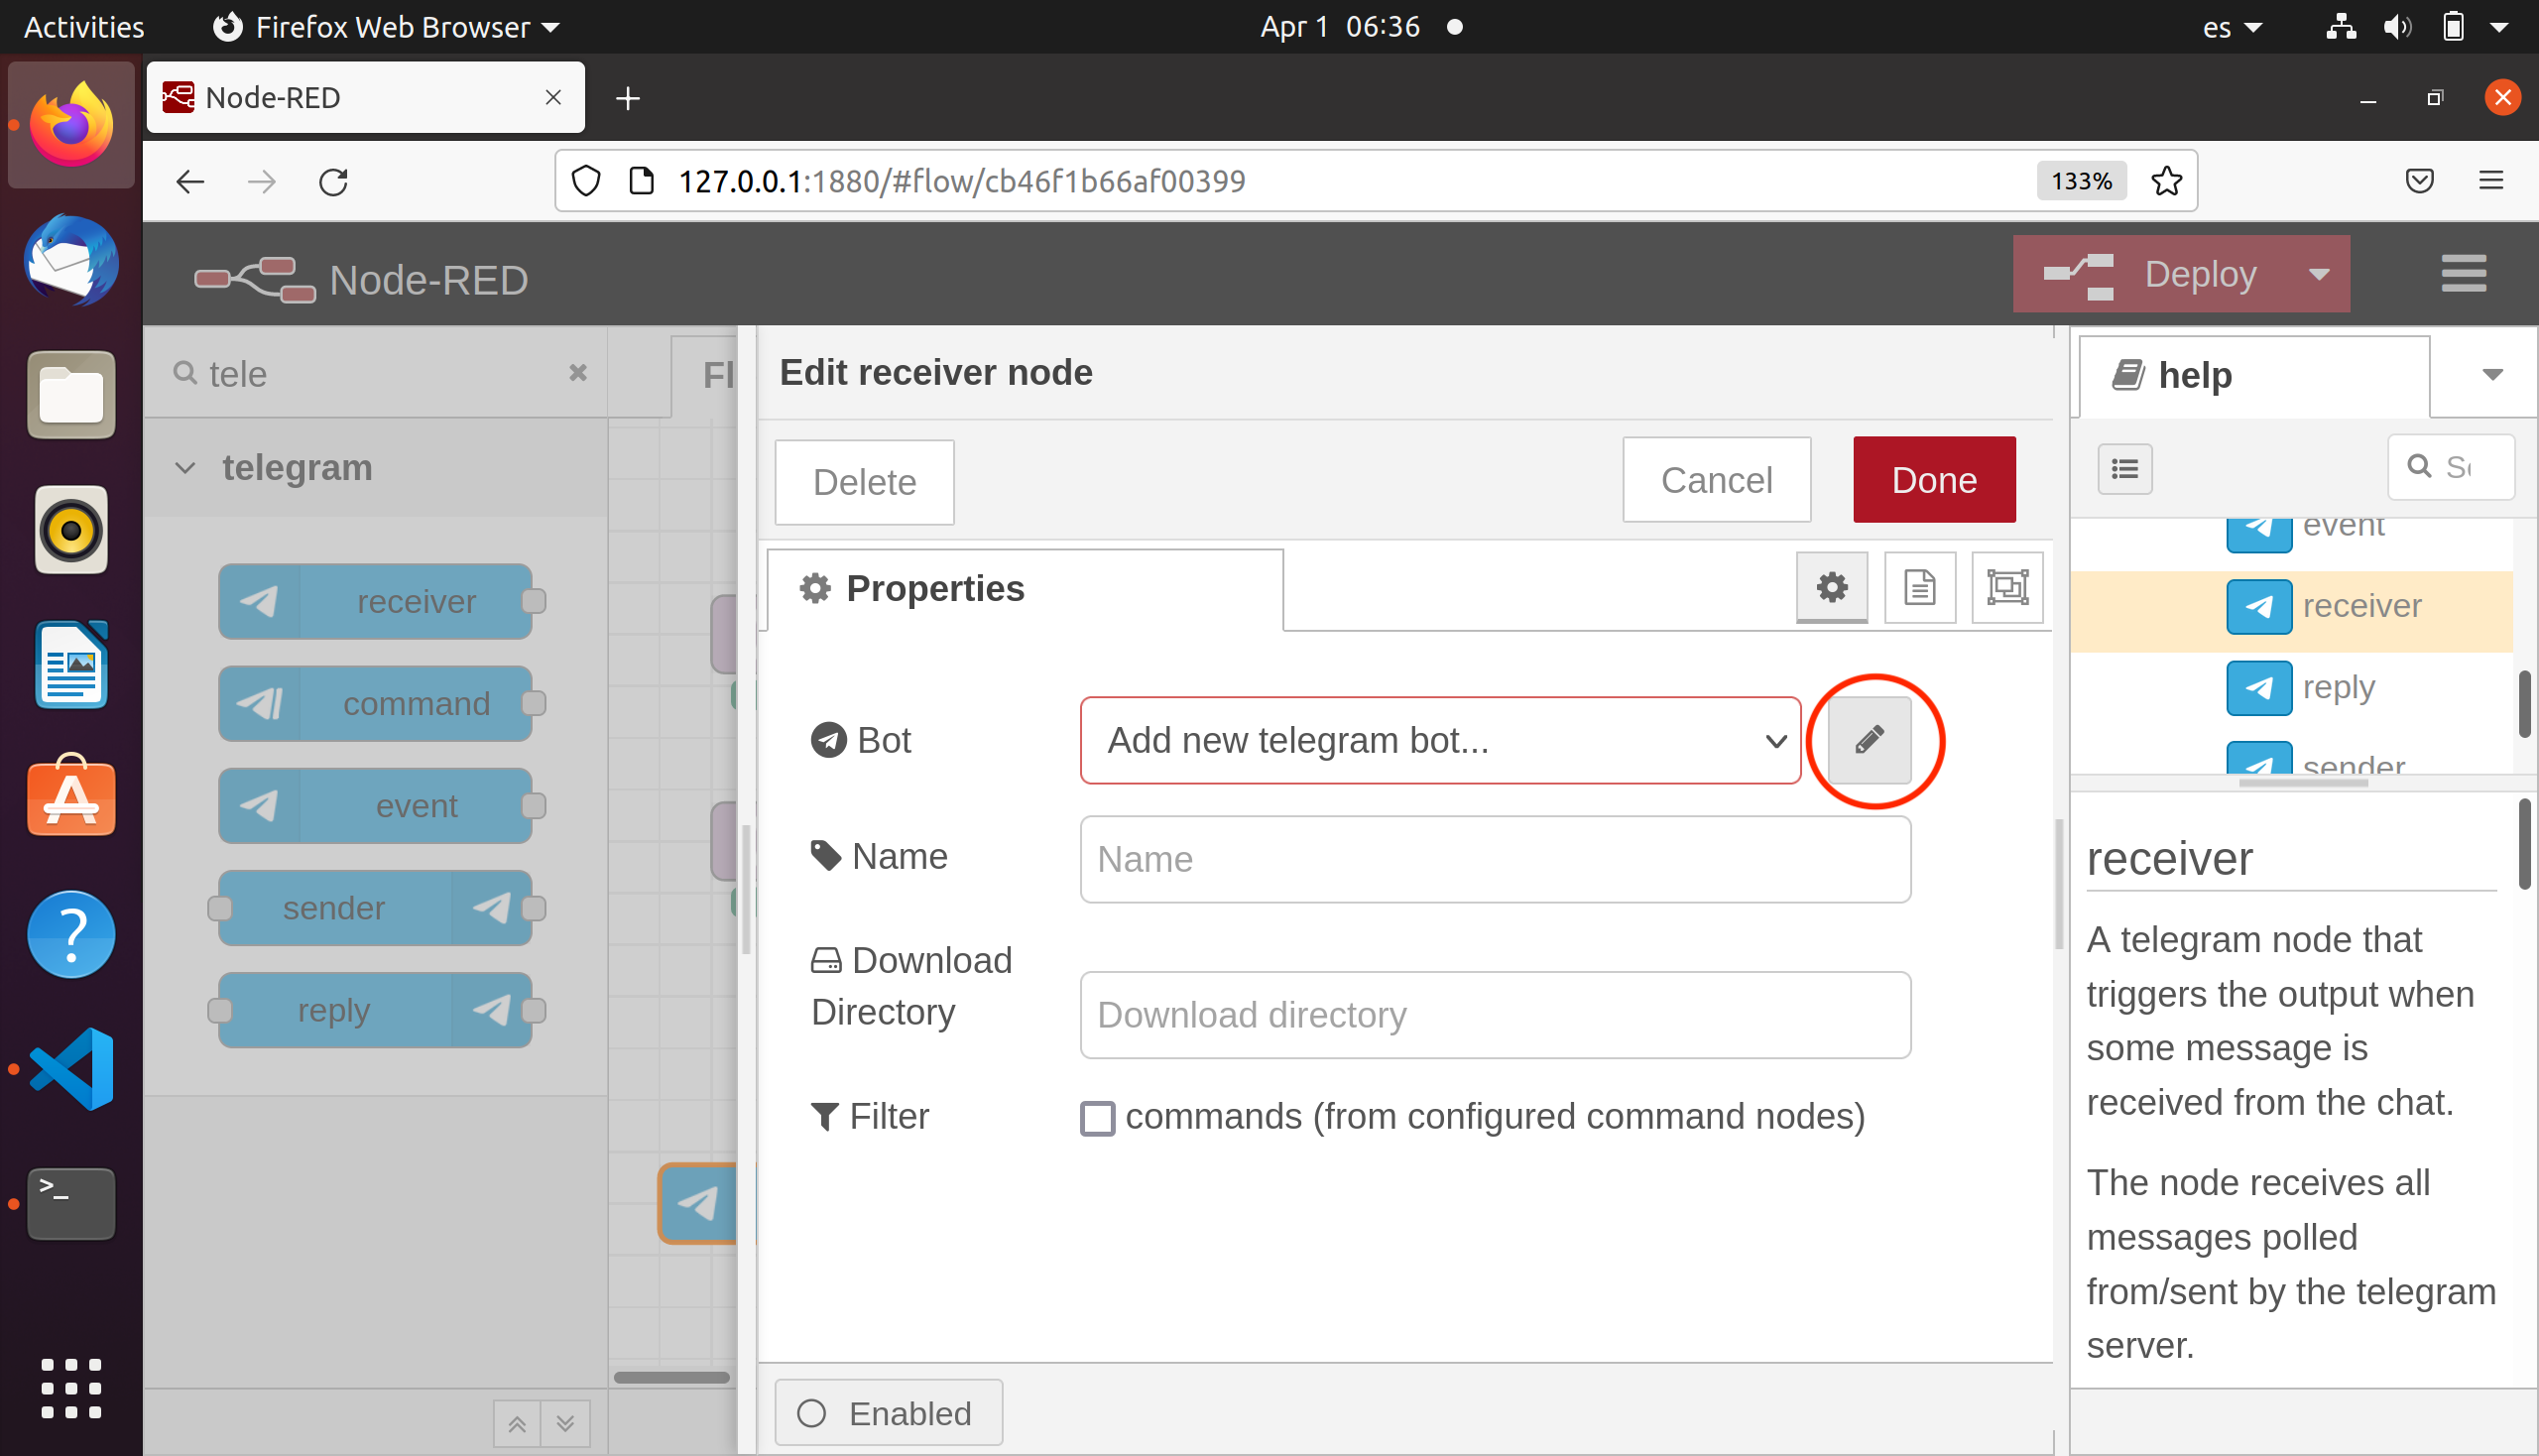 Activities
Firefox Web Browser
Apr 1 06:36
es
Node-RED
127.0.0.1:1880/#flow/cb46f1b66af00399
133%
Node-RED
Deploy
tele
telegram
receiver
command
event
sender
reply
Fl
Edit receiver node
Delete
Cancel
Done
Properties
Bot
Add new telegram bot...
Name
Name
Download
Directory
Download directory
Filter
commands (from configured command nodes)
Enabled
help
event
receiver
reply
sender
receiver
A telegram node that
triggers the output when
some message is
received from the chat.
The node receives all
messages polled
from/sent by the telegram
server.